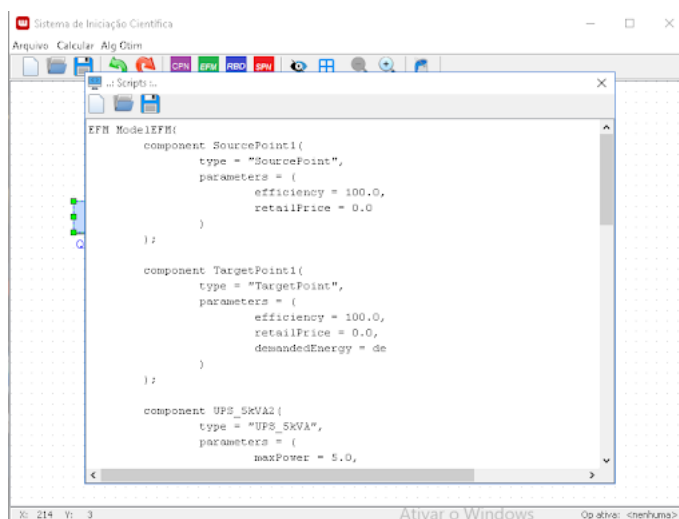 Sistema de Iniciação Científica
Arquivo Calcular Alg Otim
CPN EFM RBD SPN
..: Scripts :..
EFM ModelEFM(
component SourcePoint1(
type = "SourcePoint",
parameters = (
efficiency = 100.0,
retailPrice = 0.0
)
);
component TargetPoint1(
type = "TargetPoint",
parameters = (
efficiency = 100.0,
retailPrice = 0.0,
demandedEnergy = de
)
);
component UPS_5kVA2(
type = "UPS_5kVA",
parameters = (
maxPower = 5.0,
X: 214 Y: 3
Ativar o Windows
Op ativa: <nenhuma>